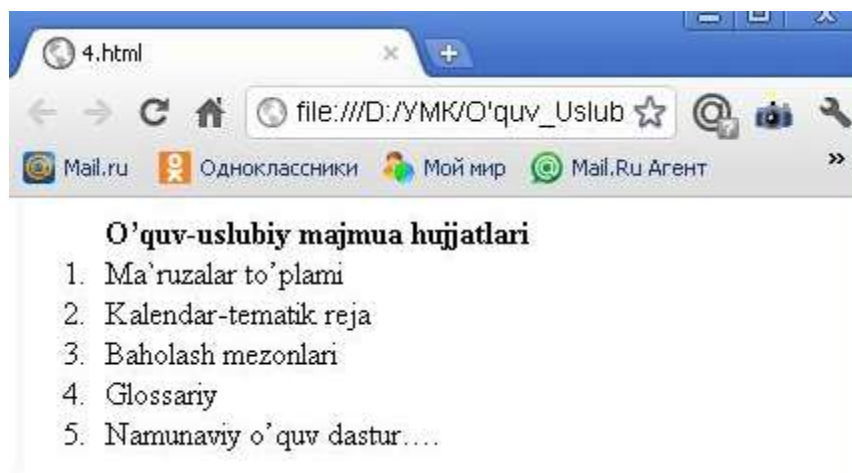 4.html
file:///D:/УМК/O'quv_Uslub
Mail.ru Одноклассники Мой мир Mail.Ru Агент »
O’quv-uslubiy majmua hujjatlari
1. Ma`ruzalar to’plami
2. Kalendar-tematik reja
3. Baholash mezonlari
4. Glossariy
5. Namunaviy o’quv dastur….